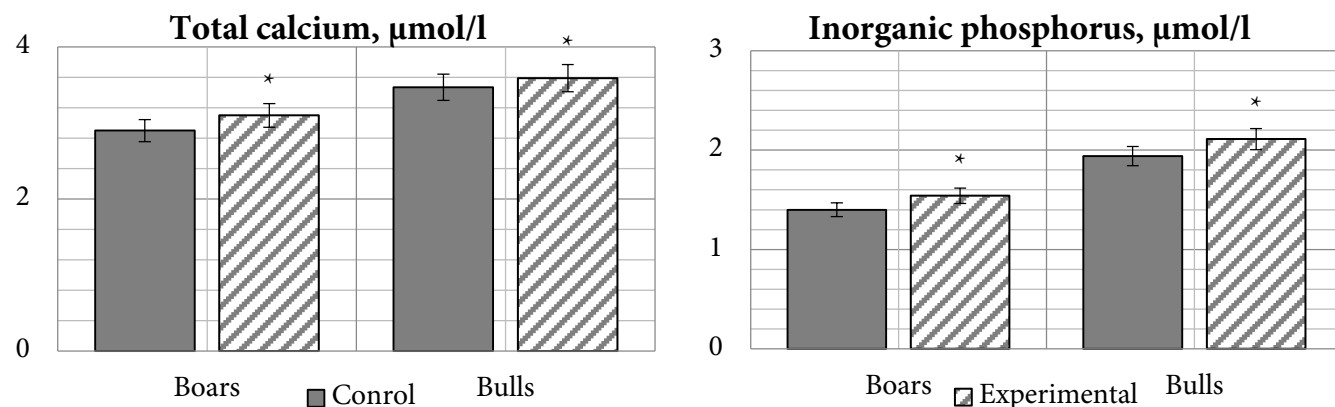 Total calcium, µmol/l
4
*
*
2
0
Boars
Bulls
Conrol
Inorganic phosphorus, µmol/l
3
*
2
*
1
0
Boars
Bulls
Experimental